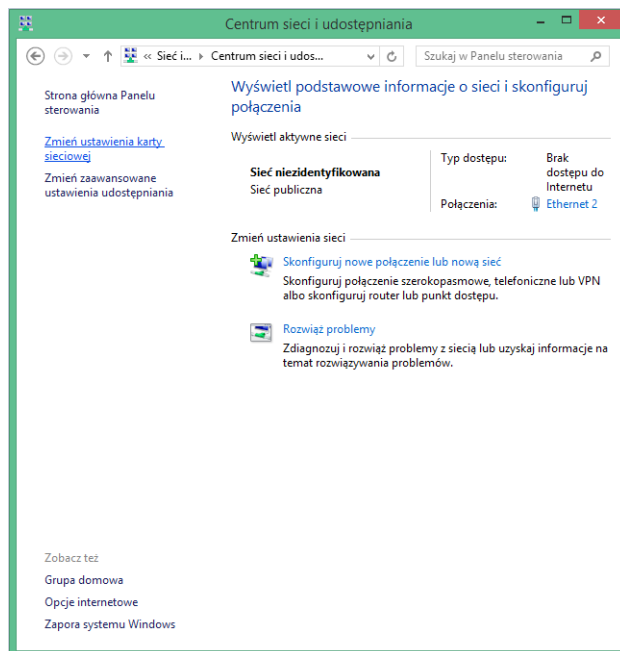 Centrum sieci i udostępniania
« Sieć i... Centrum sieci i udos...
Szukaj w Panelu sterowania
Strona główna Panelu
sterowania
Zmień ustawienia karty
sieciowej
Zmień zaawansowane
ustawienia udostępniania
Wyświetl podstawowe informacje o sieci i skonfiguruj
połączenia
Wyświetl aktywne sieci
Sieć niezidentyfikowana
Sieć publiczna
Typ dostępu: Brak
dostępu do
Internetu
Połączenia: Ethernet 2
Zmień ustawienia sieci
Skonfiguruj nowe połączenie lub nową sieć
Skonfiguruj połączenie szerokopasmowe, telefoniczne lub VPN
albo skonfiguruj router lub punkt dostępu.
Rozwiąż problemy
Zdiagnozuj i rozwiąż problemy z siecią lub uzyskaj informacje na
temat rozwiązywania problemów.
Zobacz też
Grupa domowa
Opcje internetowe
Zapora systemu Windows